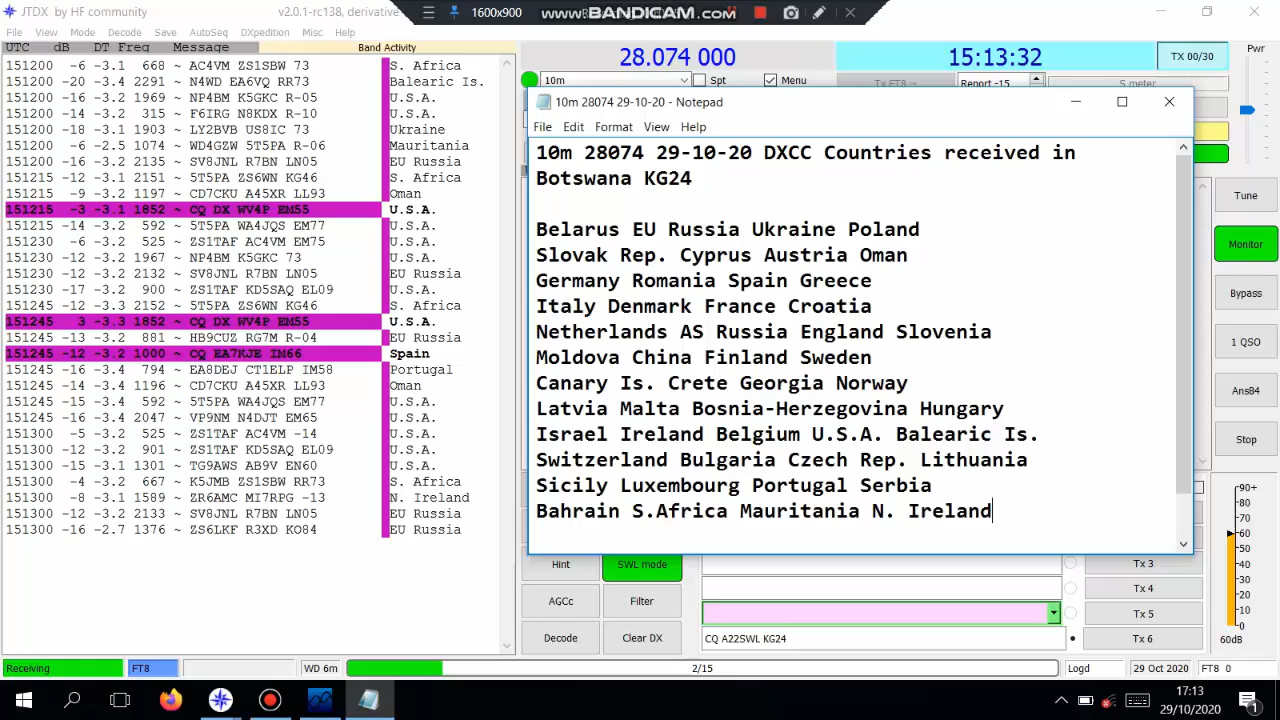 JTDX by HF community v2.0.1-rc138, derivative
1600x900
www.BANDICAM.com
File View Mode Decode Save AutoSeq DXpedition Misc Help
UTC dB DT Freq Message
Band Activity
151200 -6 -3.1 668 ~ AC4VM ZS1SBW 73 S. Africa
151200 -20 -3.4 2291 ~ N4WD EA6VQ RR73 Balearic Is.
151200 -16 -3.2 1969 ~ NP4BM K5GKC R-05 U.S.A.
151200 -14 -3.2 315 ~ F6IRG N8KDX R-10 U.S.A.
151200 -18 -3.1 1903 ~ LY2BVB US8IC 73 Ukraine
151200 -6 -2.5 1074 ~ WD4GZW 5T5PA R-06 Mauritania
151200 -16 -3.2 2135 ~ SV8JNL R7BN LN05 EU Russia
151215 -12 -3.1 2151 ~ 5T5PA ZS6WN KG46 S. Africa
151215 -9 -3.2 1197 ~ CD7CKU A45XR LL93 Oman
151215 -3 -3.1 1852 ~ CQ DX WV4P EM55 U.S.A.
151215 -14 -3.2 592 ~ 5T5PA WA4JQS EM77 U.S.A.
151230 -6 -3.2 525 ~ ZS1TAF AC4VM EM75 U.S.A.
151230 -12 -3.2 1967 ~ NP4BM K5GKC 73 U.S.A.
151230 -12 -3.2 2132 ~ SV8JNL R7BN LN05 EU Russia
151230 -17 -3.2 900 ~ ZS1TAF KD5SAQ EL09 U.S.A.
151245 -12 -3.3 2152 ~ 5T5PA ZS6WN KG46 S. Africa
151245 3 -3.3 1852 ~ CQ DX WV4P EM55 U.S.A.
151245 -13 -3.2 881 ~ HB9CUZ RG7M R-04 EU Russia
151245 -12 -3.2 1000 ~ CQ EA7KJE IM66 Spain
151245 -16 -3.4 794 ~ EA8DEJ CT1ELP IM58 Portugal
151245 -14 -3.4 1196 ~ CD7CKU A45XR LL93 Oman
151245 -15 -3.4 592 ~ 5T5PA WA4JQS EM77 U.S.A.
151245 -16 -3.4 2047 ~ VP9NM N4DJT EM65 U.S.A.
151300 -5 -3.2 525 ~ ZS1TAF AC4VM -14 U.S.A.
151300 -12 -3.2 901 ~ ZS1TAF KD5SAQ EL09 U.S.A.
151300 -15 -3.1 1301 ~ TG9AWS AB9V EN60 U.S.A.
151300 -4 -3.2 667 ~ K5JMB ZS1SBW EM73 S. Africa
151300 -8 -3.1 1589 ~ ZR6AMC MI7RPG -13 N. Ireland
151300 -12 -3.2 2133 ~ SV8JNL R7BN LN05 EU Russia
151300 -16 -2.7 1376 ~ ZS6LKF R3XD KO84 EU Russia
28.074 000
15:13:32
TX 00/30
Pwr
10m
Spt
Menu
Tx FT8 ~
Report -15
S meter
10m 28074 29-10-20 - Notepad
File Edit Format View Help
10m 28074 29-10-20 DXCC Countries received in
Botswana KG24
Belarus EU Russia Ukraine Poland
Slovak Rep. Cyprus Austria Oman
Germany Romania Spain Greece
Italy Denmark France Croatia
Netherlands AS Russia England Slovenia
Moldova China Finland Sweden
Canary Is. Crete Georgia Norway
Latvia Malta Bosnia-Herzegovina Hungary
Israel Ireland Belgium U.S.A. Balearic Is.
Switzerland Bulgaria Czech Rep. Lithuania
Sicily Luxembourg Portugal Serbia
Bahrain S.Africa Mauritania N. Ireland
Tune
Monitor
Bypass
1 QSO
AnsB4
Stop
90+
80
70
60
50
40
30
20
10
0
60dB
Hint
SWL mode
Tx 3
Tx 4
AGCc
Filter
Tx 5
Decode
Clear DX
CQ A22SWL KG24
Tx 6
Receiving
FT8
WD 6m
2/15
Logd
29 Oct 2020
FT8 0
17:13
29/10/2020
1